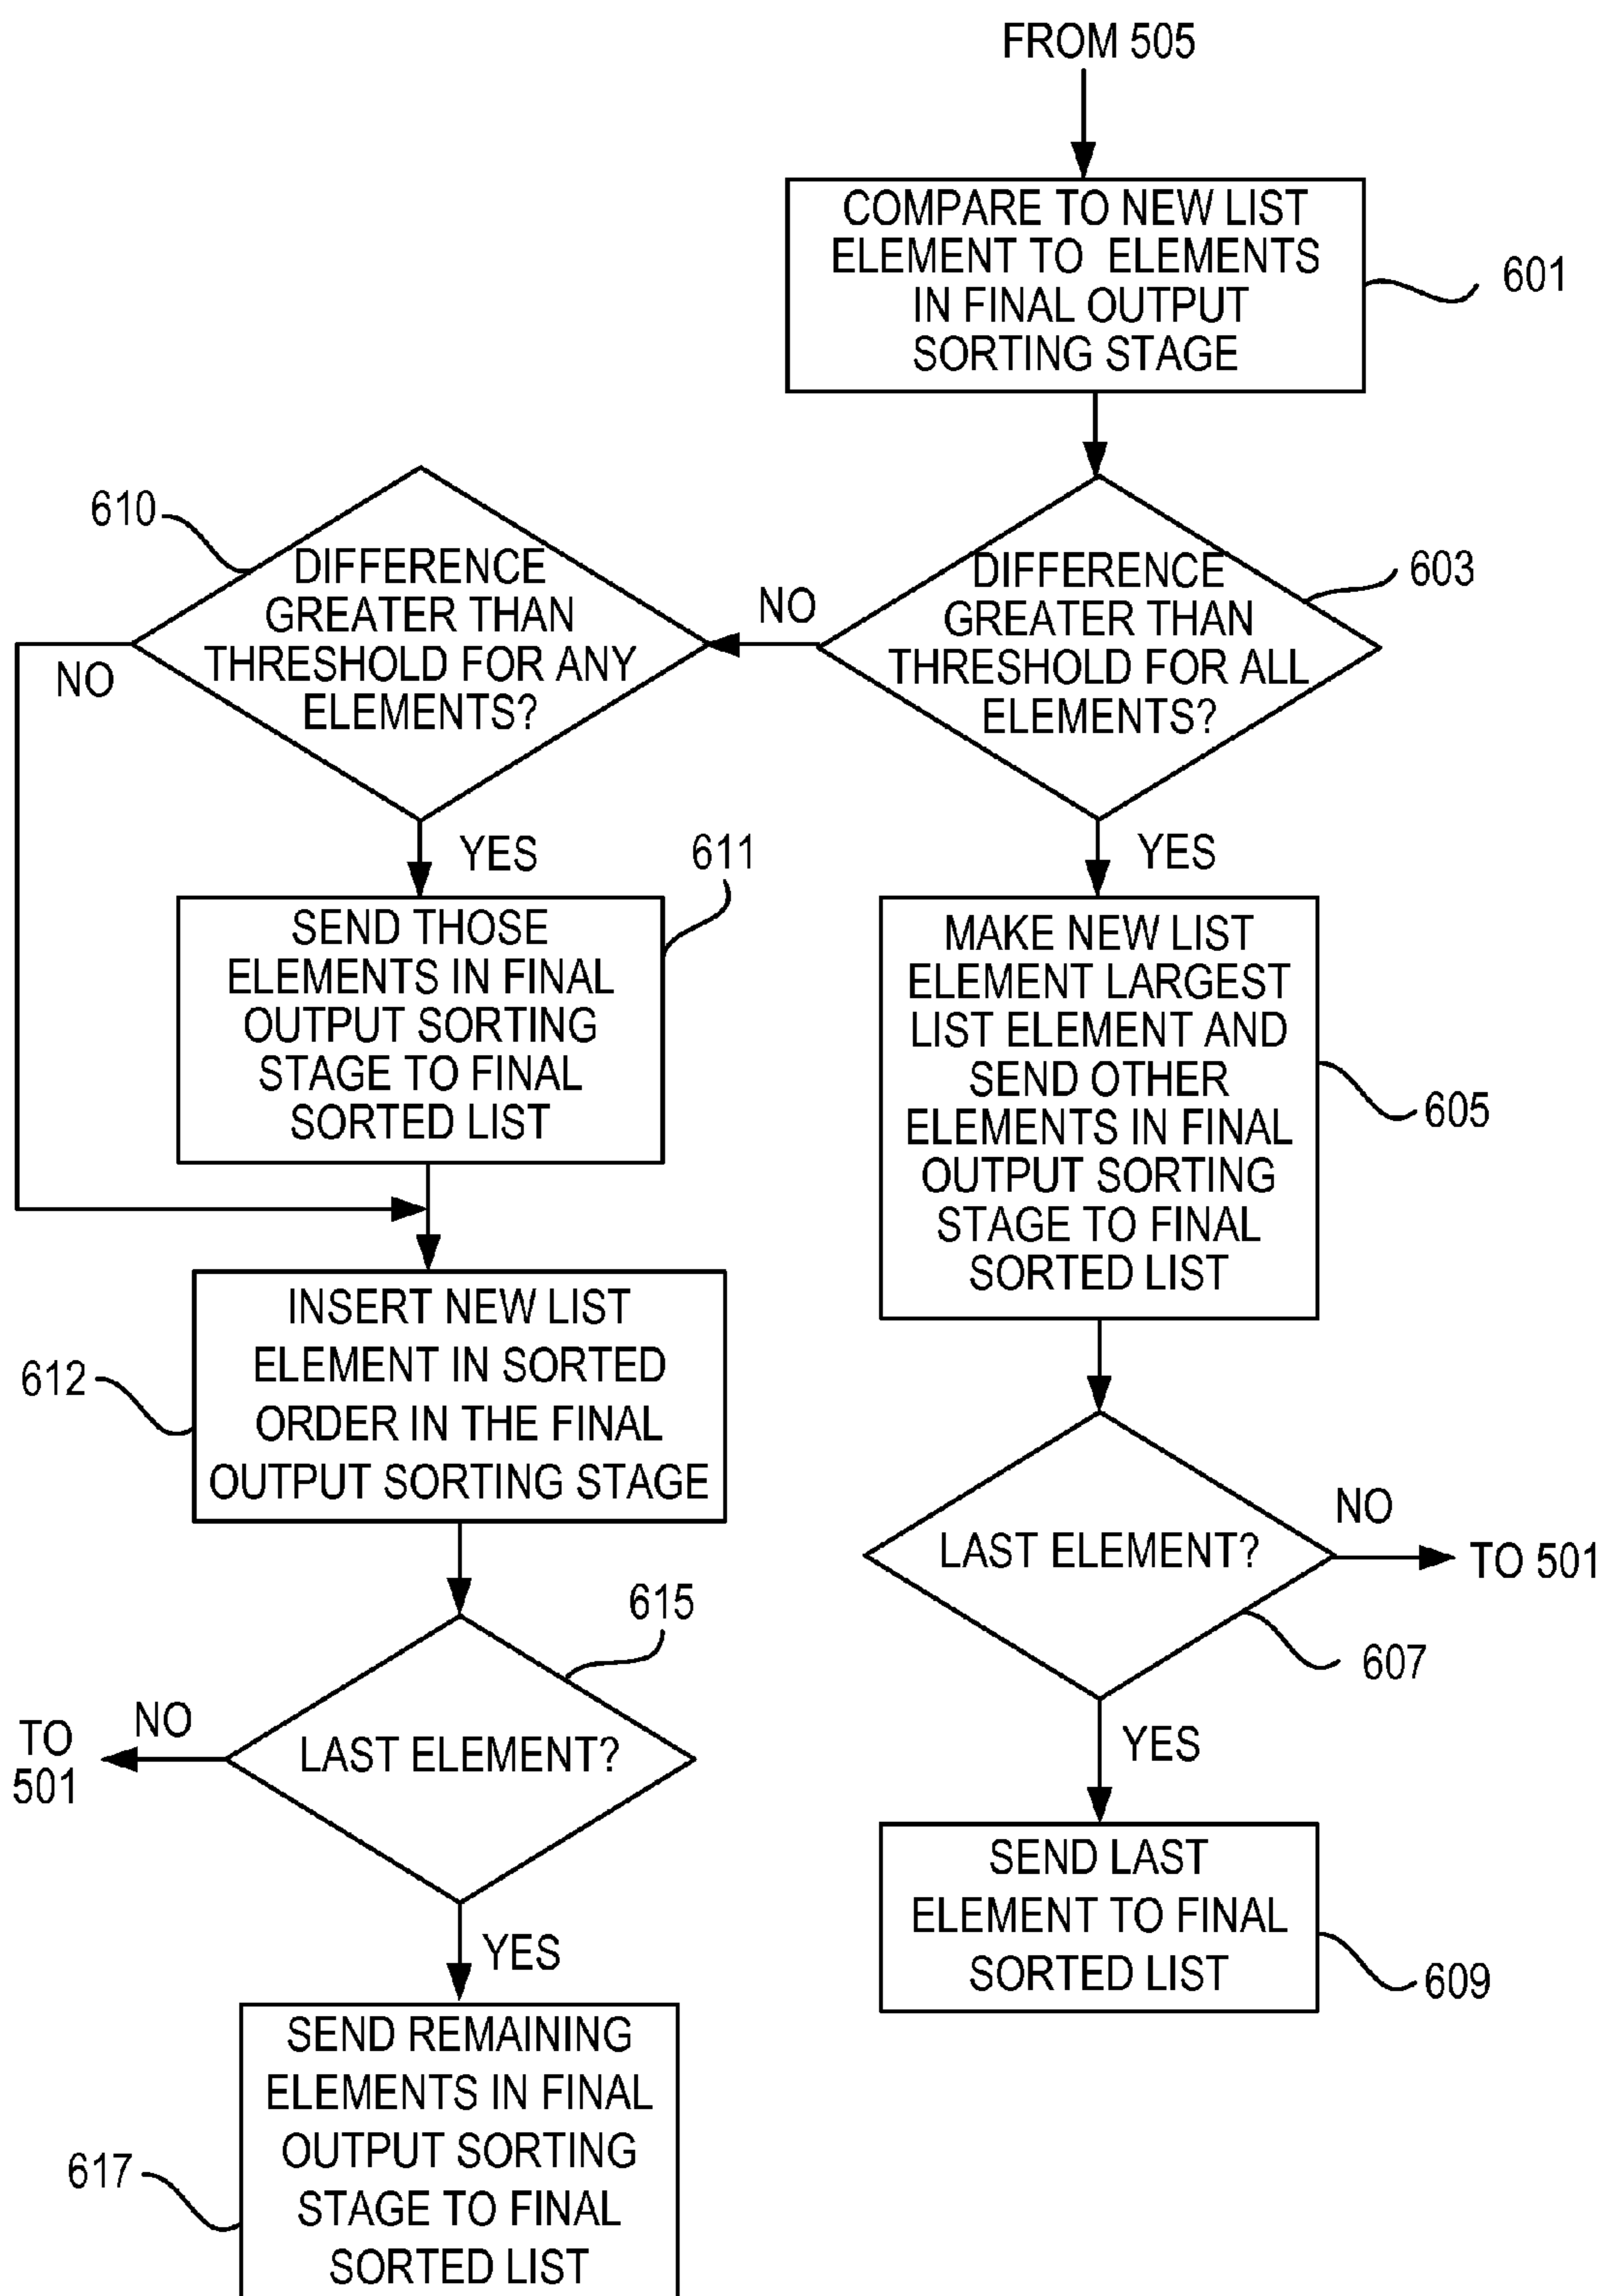 FROM 505
COMPARE TO NEW LIST
ELEMENT TO ELEMENTS
IN FINAL OUTPUT
SORTING STAGE
601
610
DIFFERENCE
GREATER THAN
THRESHOLD FOR ANY
ELEMENTS?
NO
NO
DIFFERENCE
GREATER THAN
THRESHOLD FOR ALL
ELEMENTS?
603
YES
611
YES
SEND THOSE
ELEMENTS IN FINAL
OUTPUT SORTING
STAGE TO FINAL
SORTED LIST
MAKE NEW LIST
ELEMENT LARGEST
LIST ELEMENT AND
SEND OTHER
ELEMENTS IN FINAL
OUTPUT SORTING
STAGE TO FINAL
SORTED LIST
605
612
INSERT NEW LIST
ELEMENT IN SORTED
ORDER IN THE FINAL
OUTPUT SORTING STAGE
LAST ELEMENT?
NO
TO 501
607
615
LAST ELEMENT?
NO
TO
501
YES
YES
SEND LAST
ELEMENT TO FINAL
SORTED LIST
609
SEND REMAINING
ELEMENTS IN FINAL
OUTPUT SORTING
STAGE TO FINAL
SORTED LIST
617